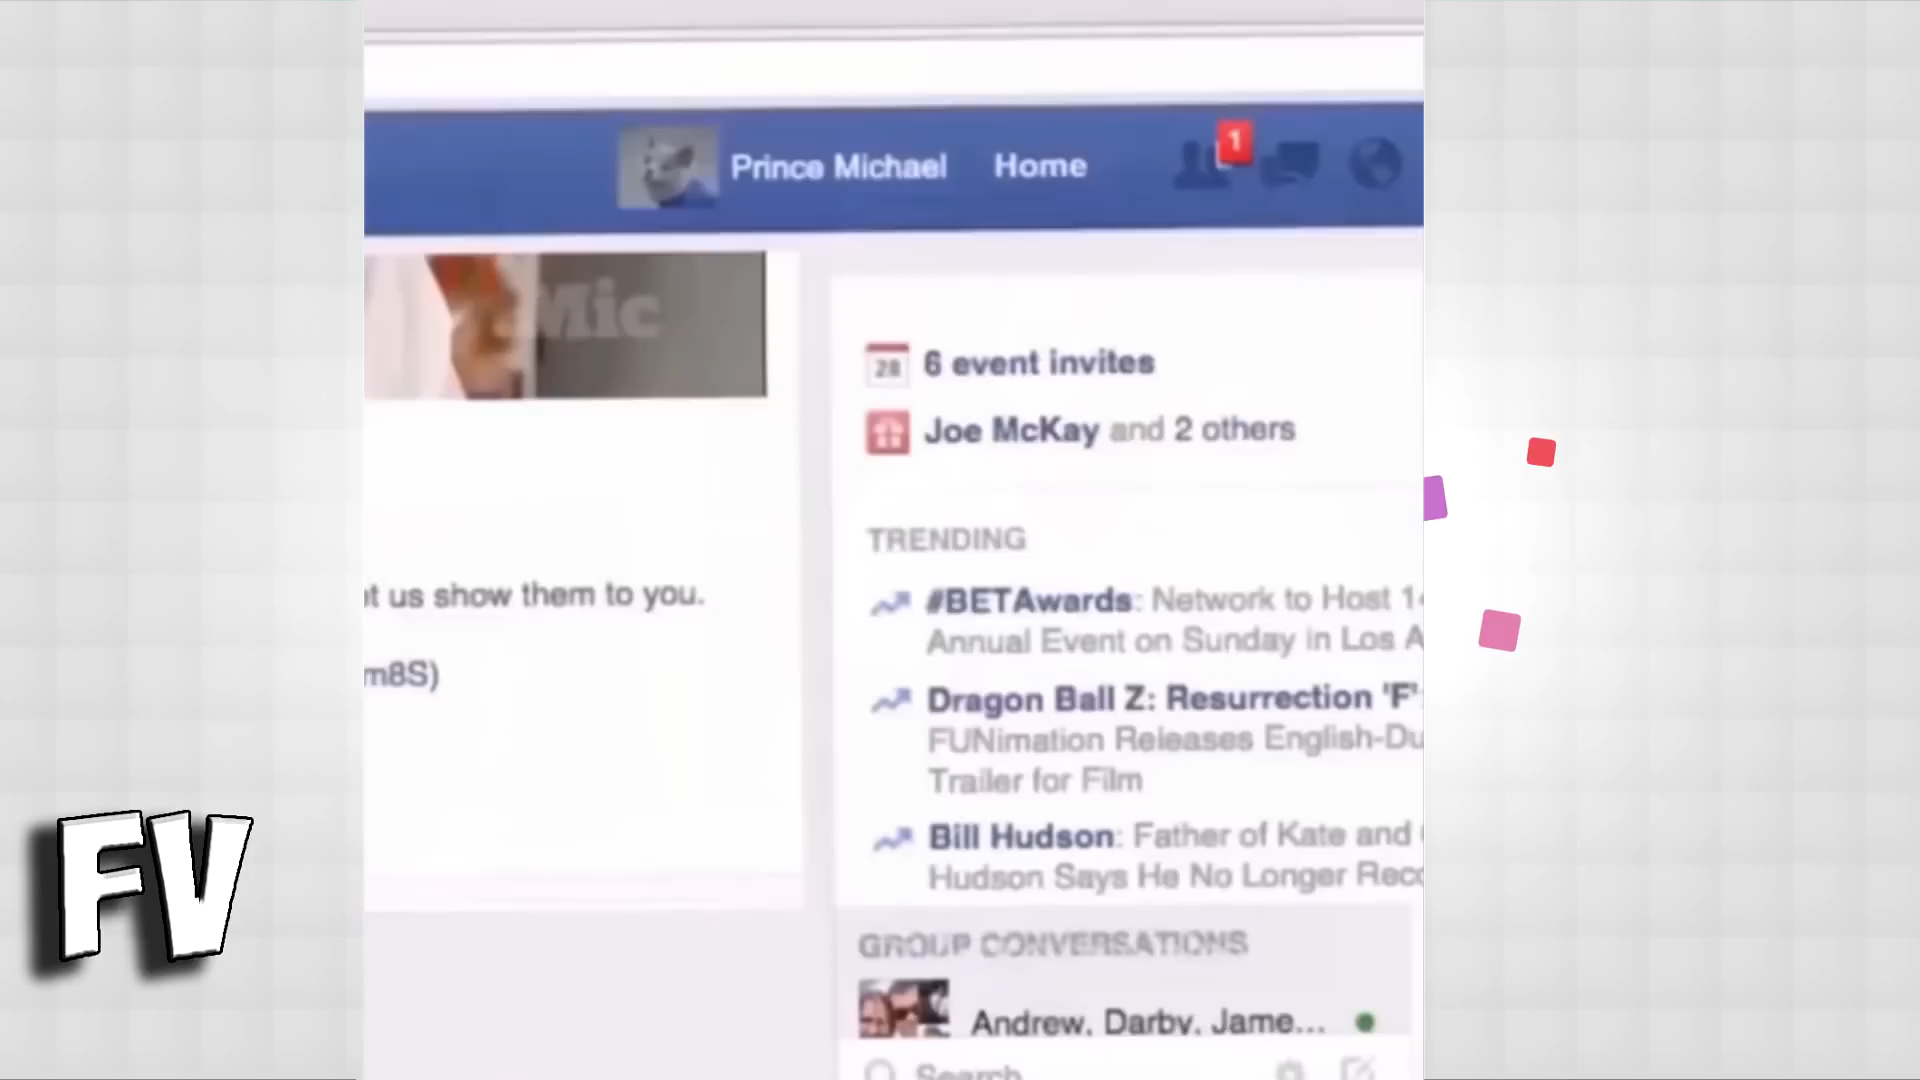 Prince Michael Home 1
Mic
28 6 event invites
Joe McKay and 2 others
TRENDING
t us show them to you.
#BETAwards: Network to Host 1
Annual Event on Sunday in Los A
m8S)
Dragon Ball Z: Resurrection 'F'
FUNimation Releases English-Du
Trailer for Film
Bill Hudson: Father of Kate and
Hudson Says He No Longer Rec
GROUP CONVERSATIONS
Andrew, Darby, Jame...
Search
FV